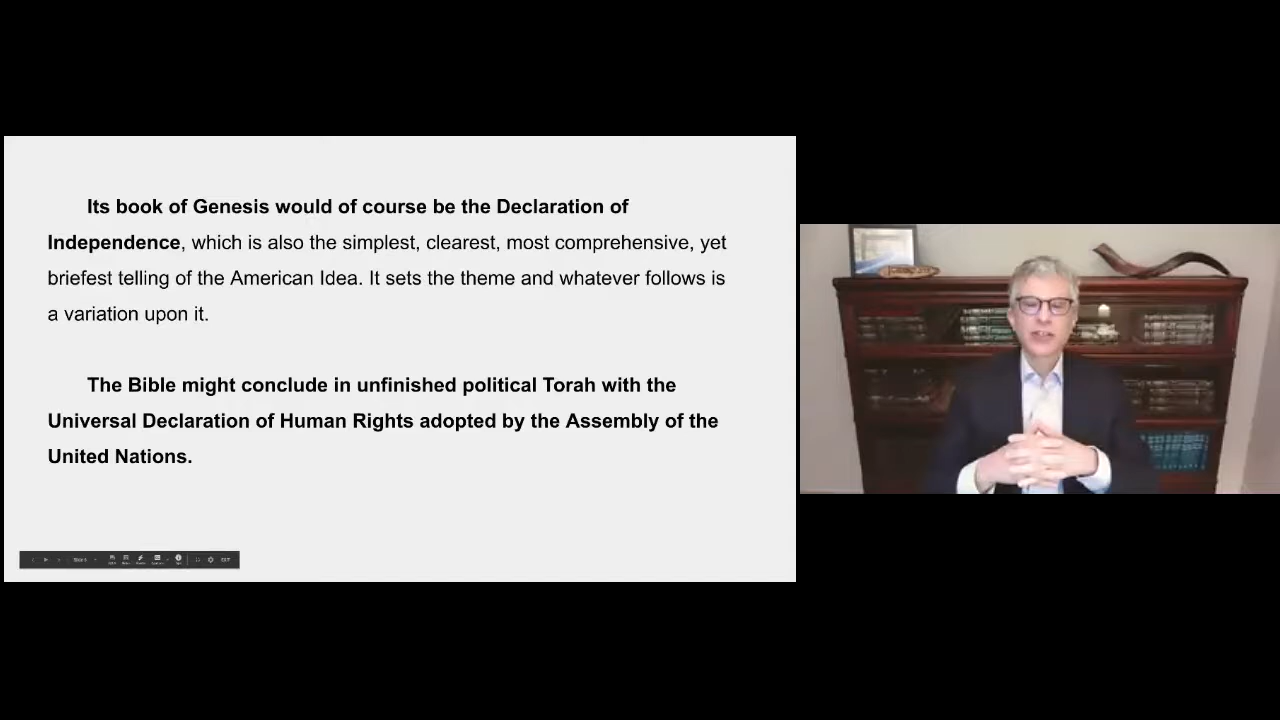 Its book of Genesis would of course be the Declaration of
Independence, which is also the simplest, clearest, most comprehensive, yet
briefest telling of the American Idea. It sets the theme and whatever follows is
a variation upon it.
The Bible might conclude in unfinished political Torah with the
Universal Declaration of Human Rights adopted by the Assembly of the
United Nations.